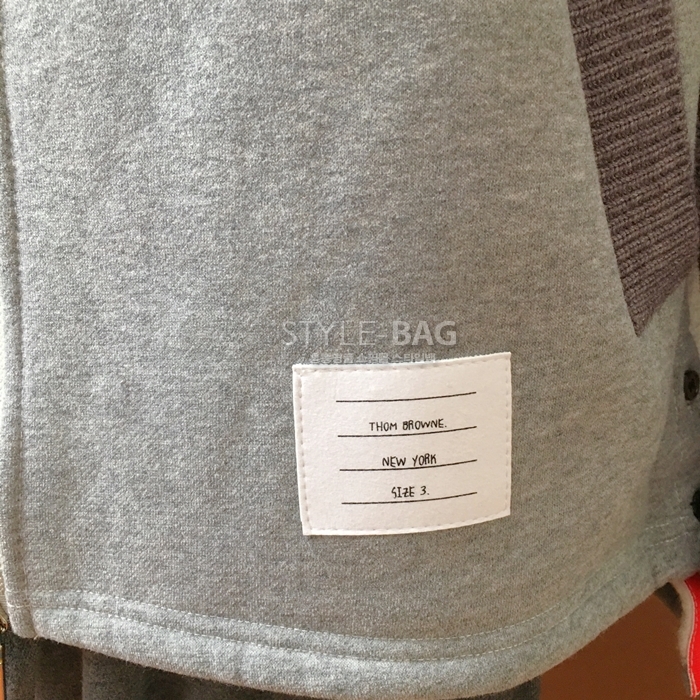 STYLE-BAG
THOM BROWNE.
NEW YORK
SIZE 3.